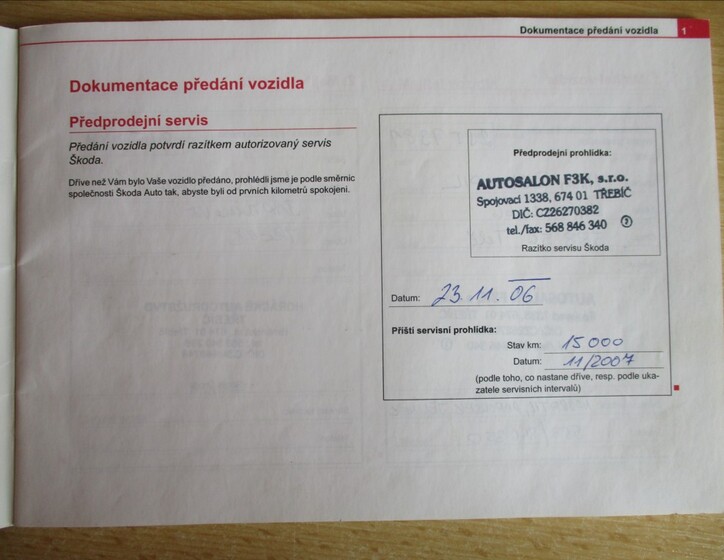 Dokumentace předání vozidla 1
Dokumentace předání vozidla
Předprodejní servis
Předání vozidla potvrdí razítkem autorizovaný servis
Škoda.
Dříve než Vám bylo Vaše vozidlo předáno, prohlédli jsme je podle směrnic
společnosti Škoda Auto tak, abyste byli od prvních kilometrů spokojeni.
Předprodejní prohlídka:
AUTOSALON F3K, s.r.o.
Spojovací 1338, 674 01 TŘEBÍČ
DIČ: CZ26270382
tel./fax: 568 846 340
Razítko servisu Škoda
Datum: 23. 11. 06
Příští servisní prohlídka:
Stav km: 15 000
Datum: 11/2007
(podle toho, co nastane dříve, resp. podle uka-
zatele servisních intervalů)